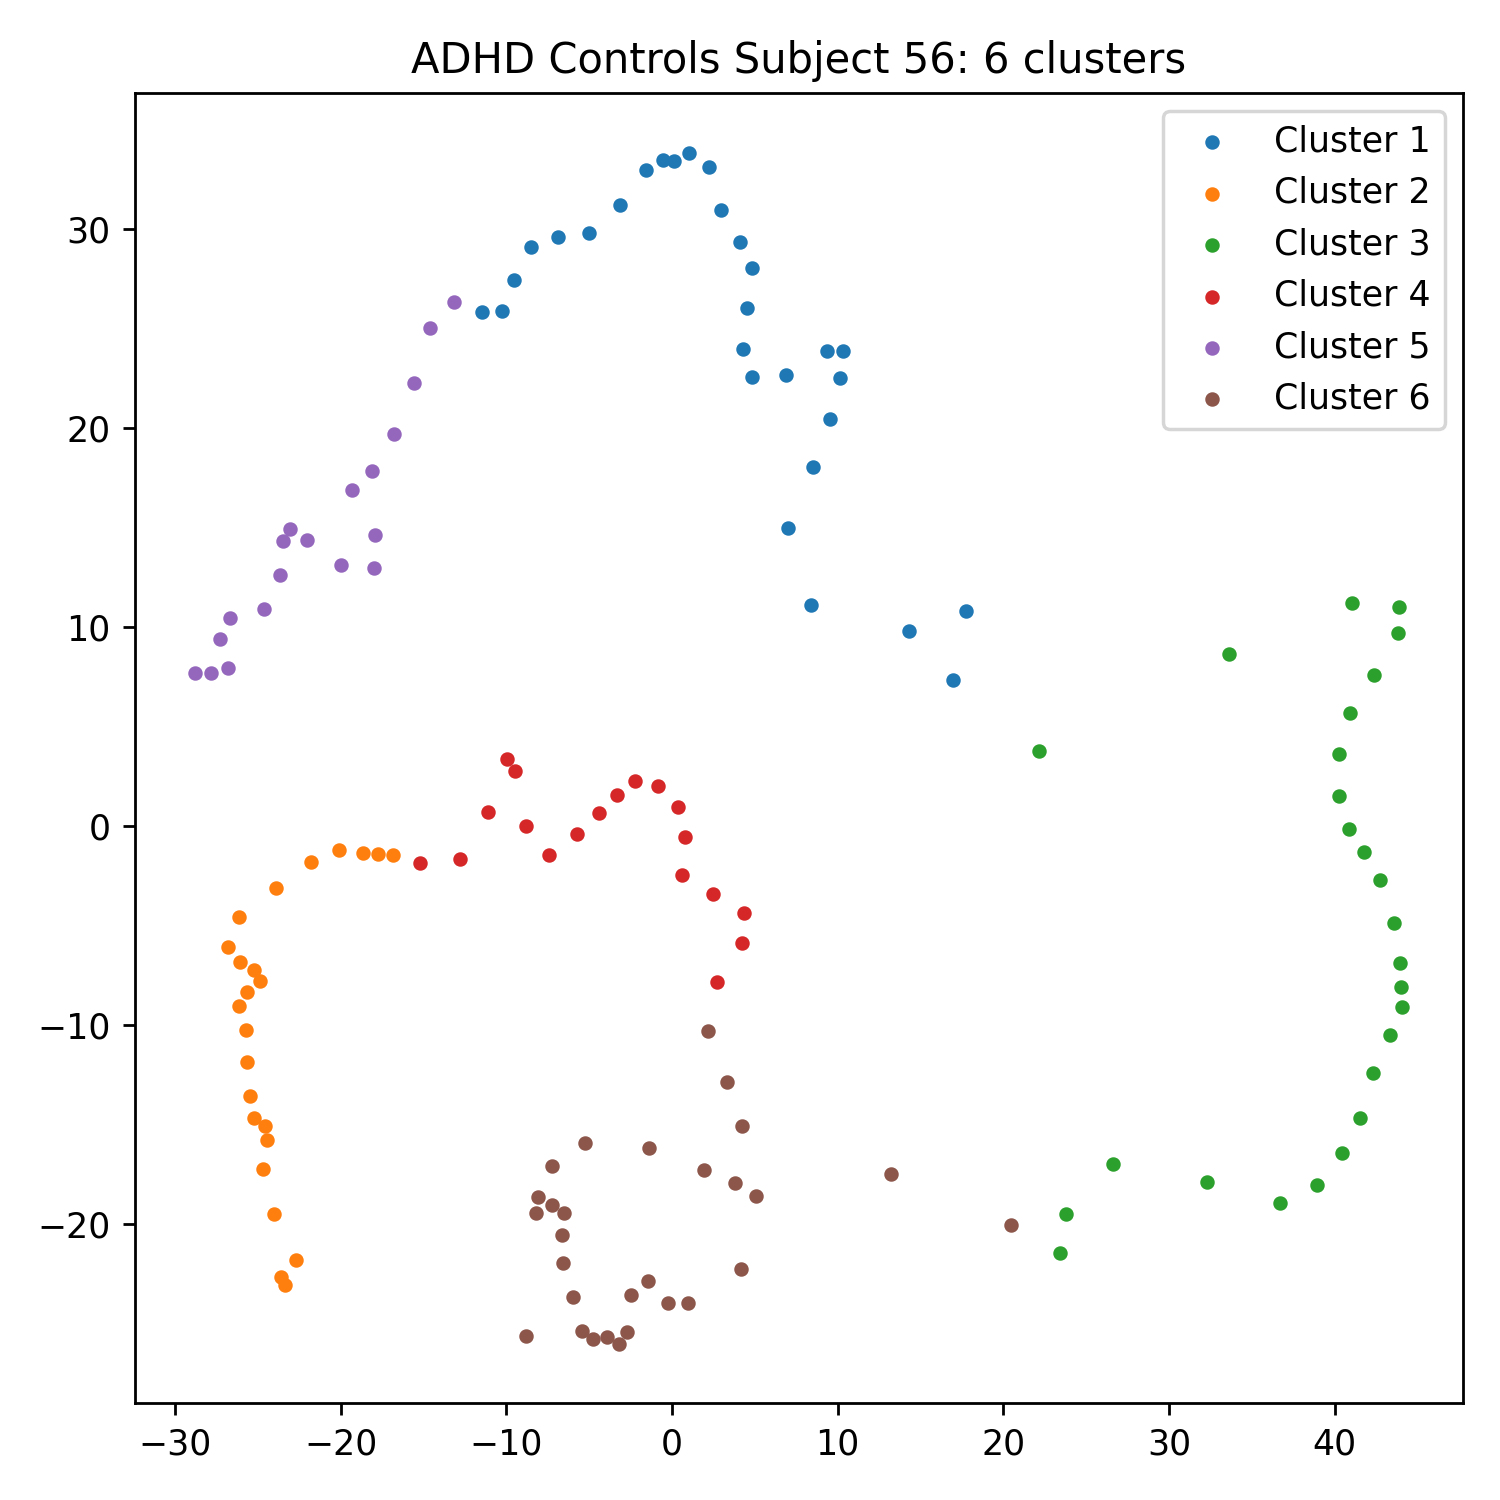 ADHD Controls Subject 56: 6 clusters
Cluster 1
Cluster 2
Cluster 3
Cluster 4
Cluster 5
Cluster 6
30
20
10
0
−10
−20
−30 −20 −10 0 10 20 30 40